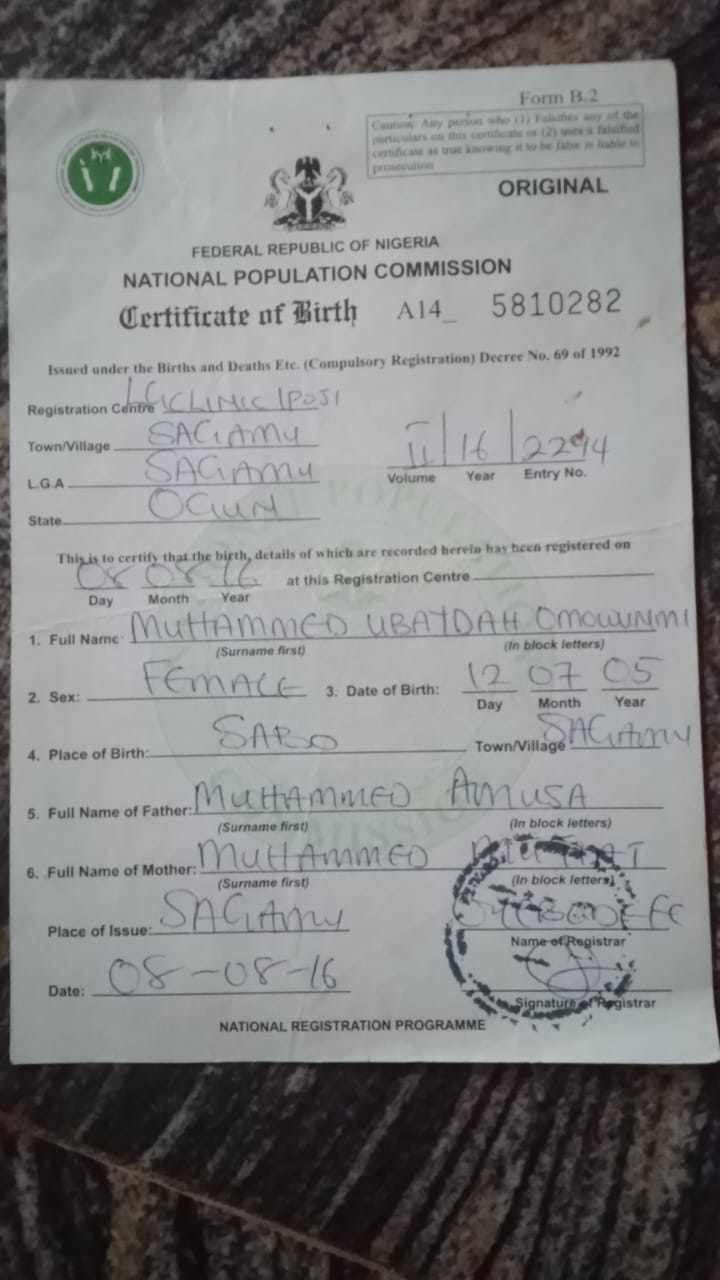 Form B.2
Caution: Any person who (1) Falsifies any of the
particulars on this certificate or (2) uses a falsified
certificate as true knowing it to be false is liable to
prosecution
ORIGINAL
FEDERAL REPUBLIC OF NIGERIA
NATIONAL POPULATION COMMISSION
Certificate of Birth A14_ 5810282
Issued under the Births and Deaths Etc. (Compulsory Registration) Decree No. 69 of 1992
Registration Centre CLINIC
Town/Village SAGAMU
L.G.A SAGAMU
II 16 2294
Volume Year Entry No.
State OGUN
This is to certify that the birth, details of which are recorded herein has been registered on
08 08 16 at this Registration Centre
Day Month Year
1. Full Name: MUHAMMED UBAYDAH OMOWUNMI
(Surname first) (In block letters)
2. Sex: FEMALE 3. Date of Birth: 12 07 05
Day Month Year
4. Place of Birth: SABO Town/Village SAGAMU
5. Full Name of Father: MUHAMMED AMUSA
(Surname first) (In block letters)
6. Full Name of Mother: MUHAMMED
(Surname first) (In block letters)
Place of Issue: SAGAMU
Name of Registrar
Date: 08-08-16
Signature of Registrar
NATIONAL REGISTRATION PROGRAMME